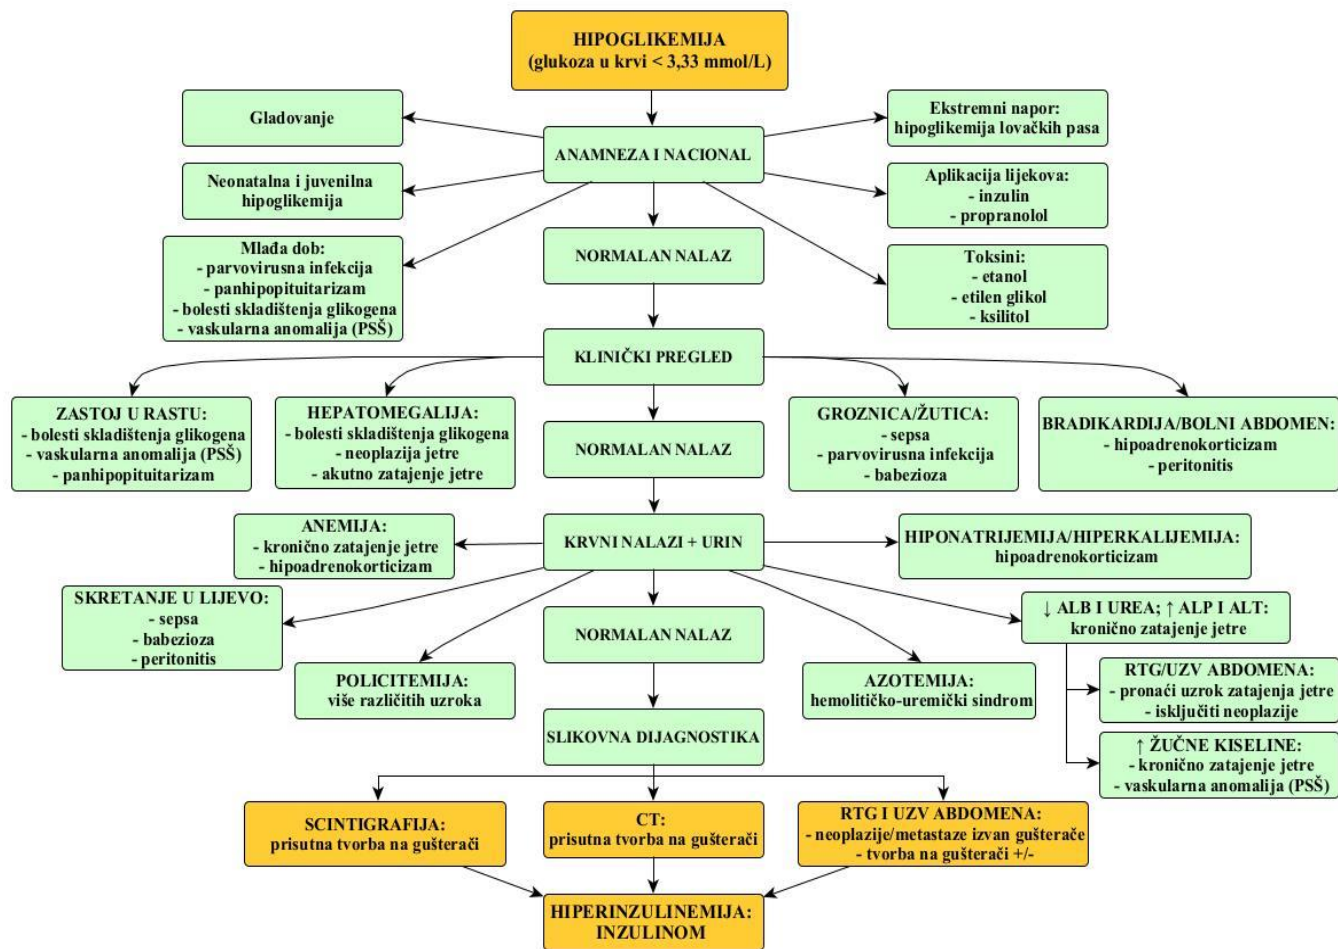 HIPOGLIKEMIJA
(glukoza u krvi < 3,33 mmol/L)
Gladovanje
Ekstremni napor:
hipoglikemija lovačkih pasa
ANAMNEZA I NACIONAL
Neonatalna i juvenilna
hipoglikemija
Aplikacija lijekova:
- inzulin
- propranolol
Mlađa dob:
- parvovirusna infekcija
- panhipopituitarizam
- bolesti skladištenja glikogena
- vaskularna anomalija (PSŠ)
NORMALAN NALAZ
Toksini:
- etanol
- etilen glikol
- ksilitol
KLINIČKI PREGLED
ZASTOJ U RASTU:
- bolesti skladištenja glikogena
- vaskularna anomalija (PSŠ)
- panhipopituitarizam
HEPATOMEGALIJA:
- bolesti skladištenja glikogena
- neoplazija jetre
- akutno zatajenje jetre
NORMALAN NALAZ
GROZNICA/ŽUTICA:
- sepsa
- parvovirusna infekcija
- babezioza
BRADIKARDIJA/BOLNI ABDOMEN:
- hipoadrenokorticizam
- peritonitis
ANEMIJA:
- kronično zatajenje jetre
- hipoadrenokorticizam
KRVNI NALAZI + URIN
HIPONATRIJEMIJA/HIPERKALIJEMIJA:
hipoadrenokorticizam
SKRETANJE U LIJEVO:
- sepsa
- babezioza
- peritonitis
NORMALAN NALAZ
↓ ALB I UREA; ↑ ALP I ALT:
kronično zatajenje jetre
POLICITEMIJA:
više različitih uzroka
AZOTEMIJA:
hemolitičko-uremički sindrom
RTG/UZV ABDOMENA:
- pronaći uzrok zatajenja jetre
- isključiti neoplazije
SLIKOVNA DIJAGNOSTIKA
↑ ŽUČNE KISELINE:
- kronično zatajenje jetre
- vaskularna anomalija (PSŠ)
SCINTIGRAFIJA:
prisutna tvorba na gušterači
CT:
prisutna tvorba na gušterači
RTG I UZV ABDOMENA:
- neoplazije/metastaze izvan gušterače
- tvorba na gušterači +/-
HIPERINZULINEMIJA:
INZULINOM